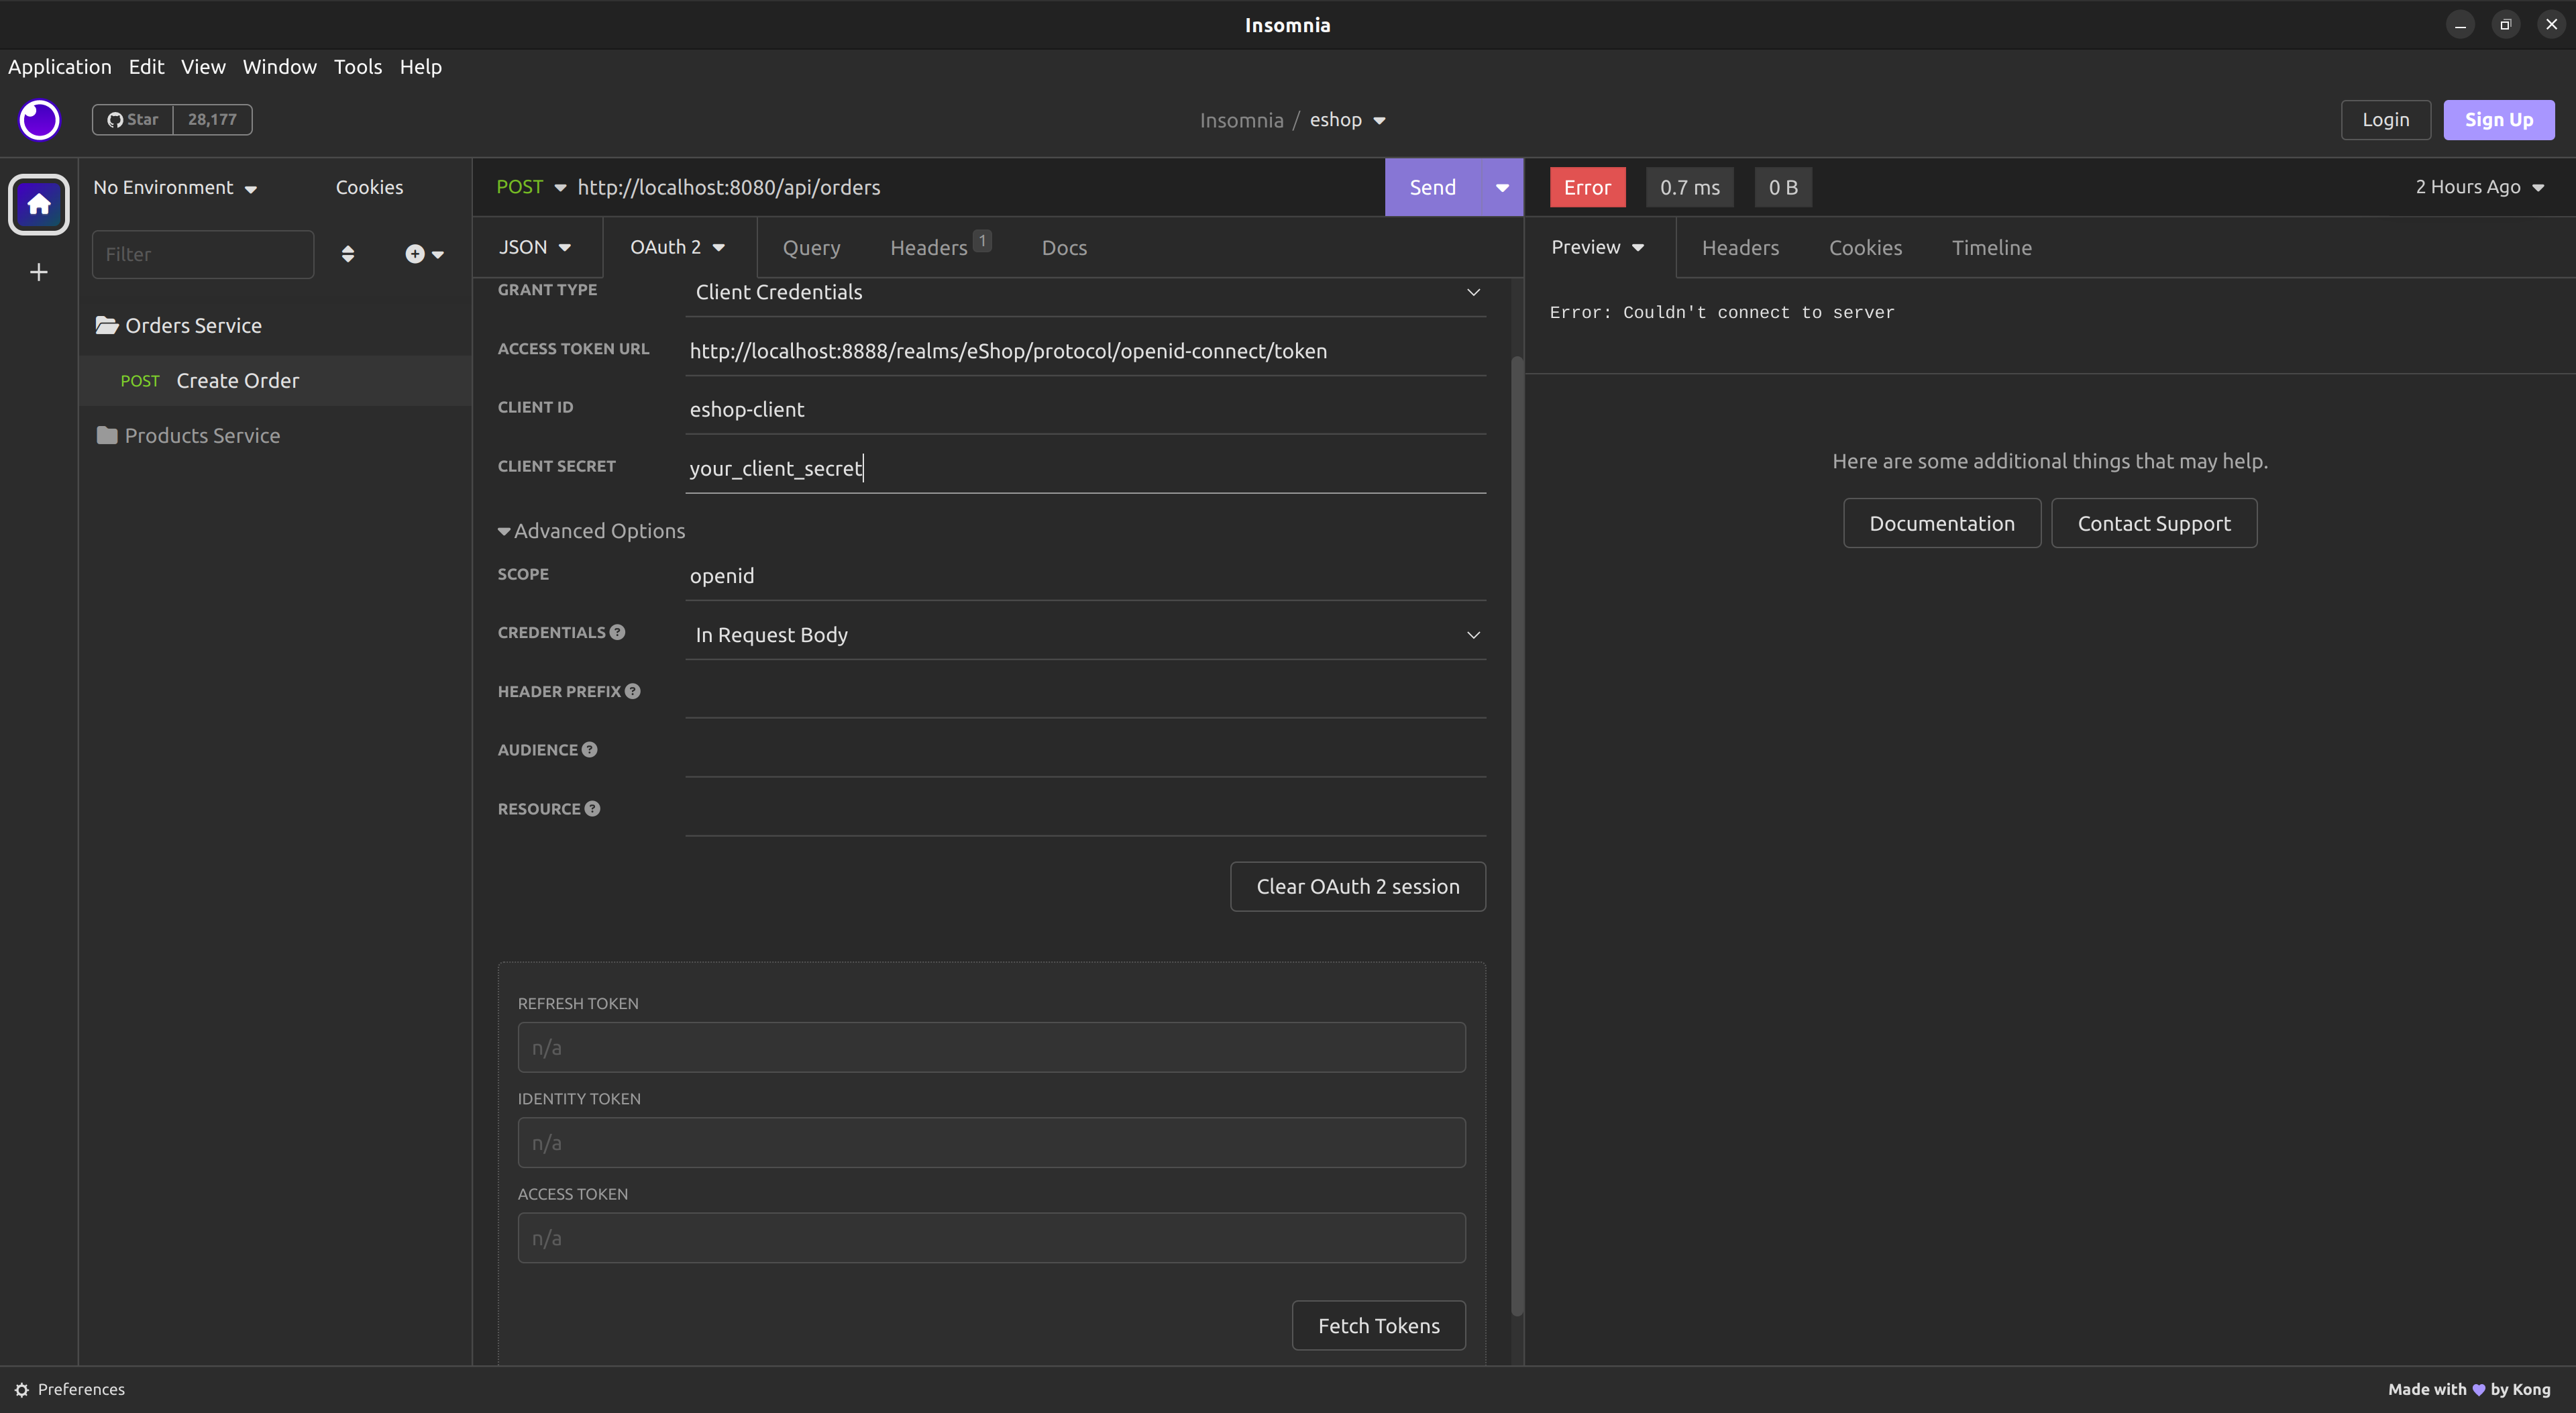 Insomnia
Application Edit View Window Tools Help
Star 28,177
Insomnia / eshop
Login Sign Up
No Environment Cookies
Filter
Orders Service
POST Create Order
Products Service
POST http://localhost:8080/api/orders Send
JSON OAuth 2 Query Headers 1 Docs
GRANT TYPE Client Credentials
ACCESS TOKEN URL http://localhost:8888/realms/eShop/protocol/openid-connect/token
CLIENT ID eshop-client
CLIENT SECRET your_client_secret
Advanced Options
SCOPE openid
CREDENTIALS ? In Request Body
HEADER PREFIX ?
AUDIENCE ?
RESOURCE ?
Clear OAuth 2 session
REFRESH TOKEN
n/a
IDENTITY TOKEN
n/a
ACCESS TOKEN
n/a
Fetch Tokens
Error 0.7 ms 0 B 2 Hours Ago
Preview Headers Cookies Timeline
Error: Couldn't connect to server
Here are some additional things that may help.
Documentation Contact Support
Preferences
Made with 💜 by Kong